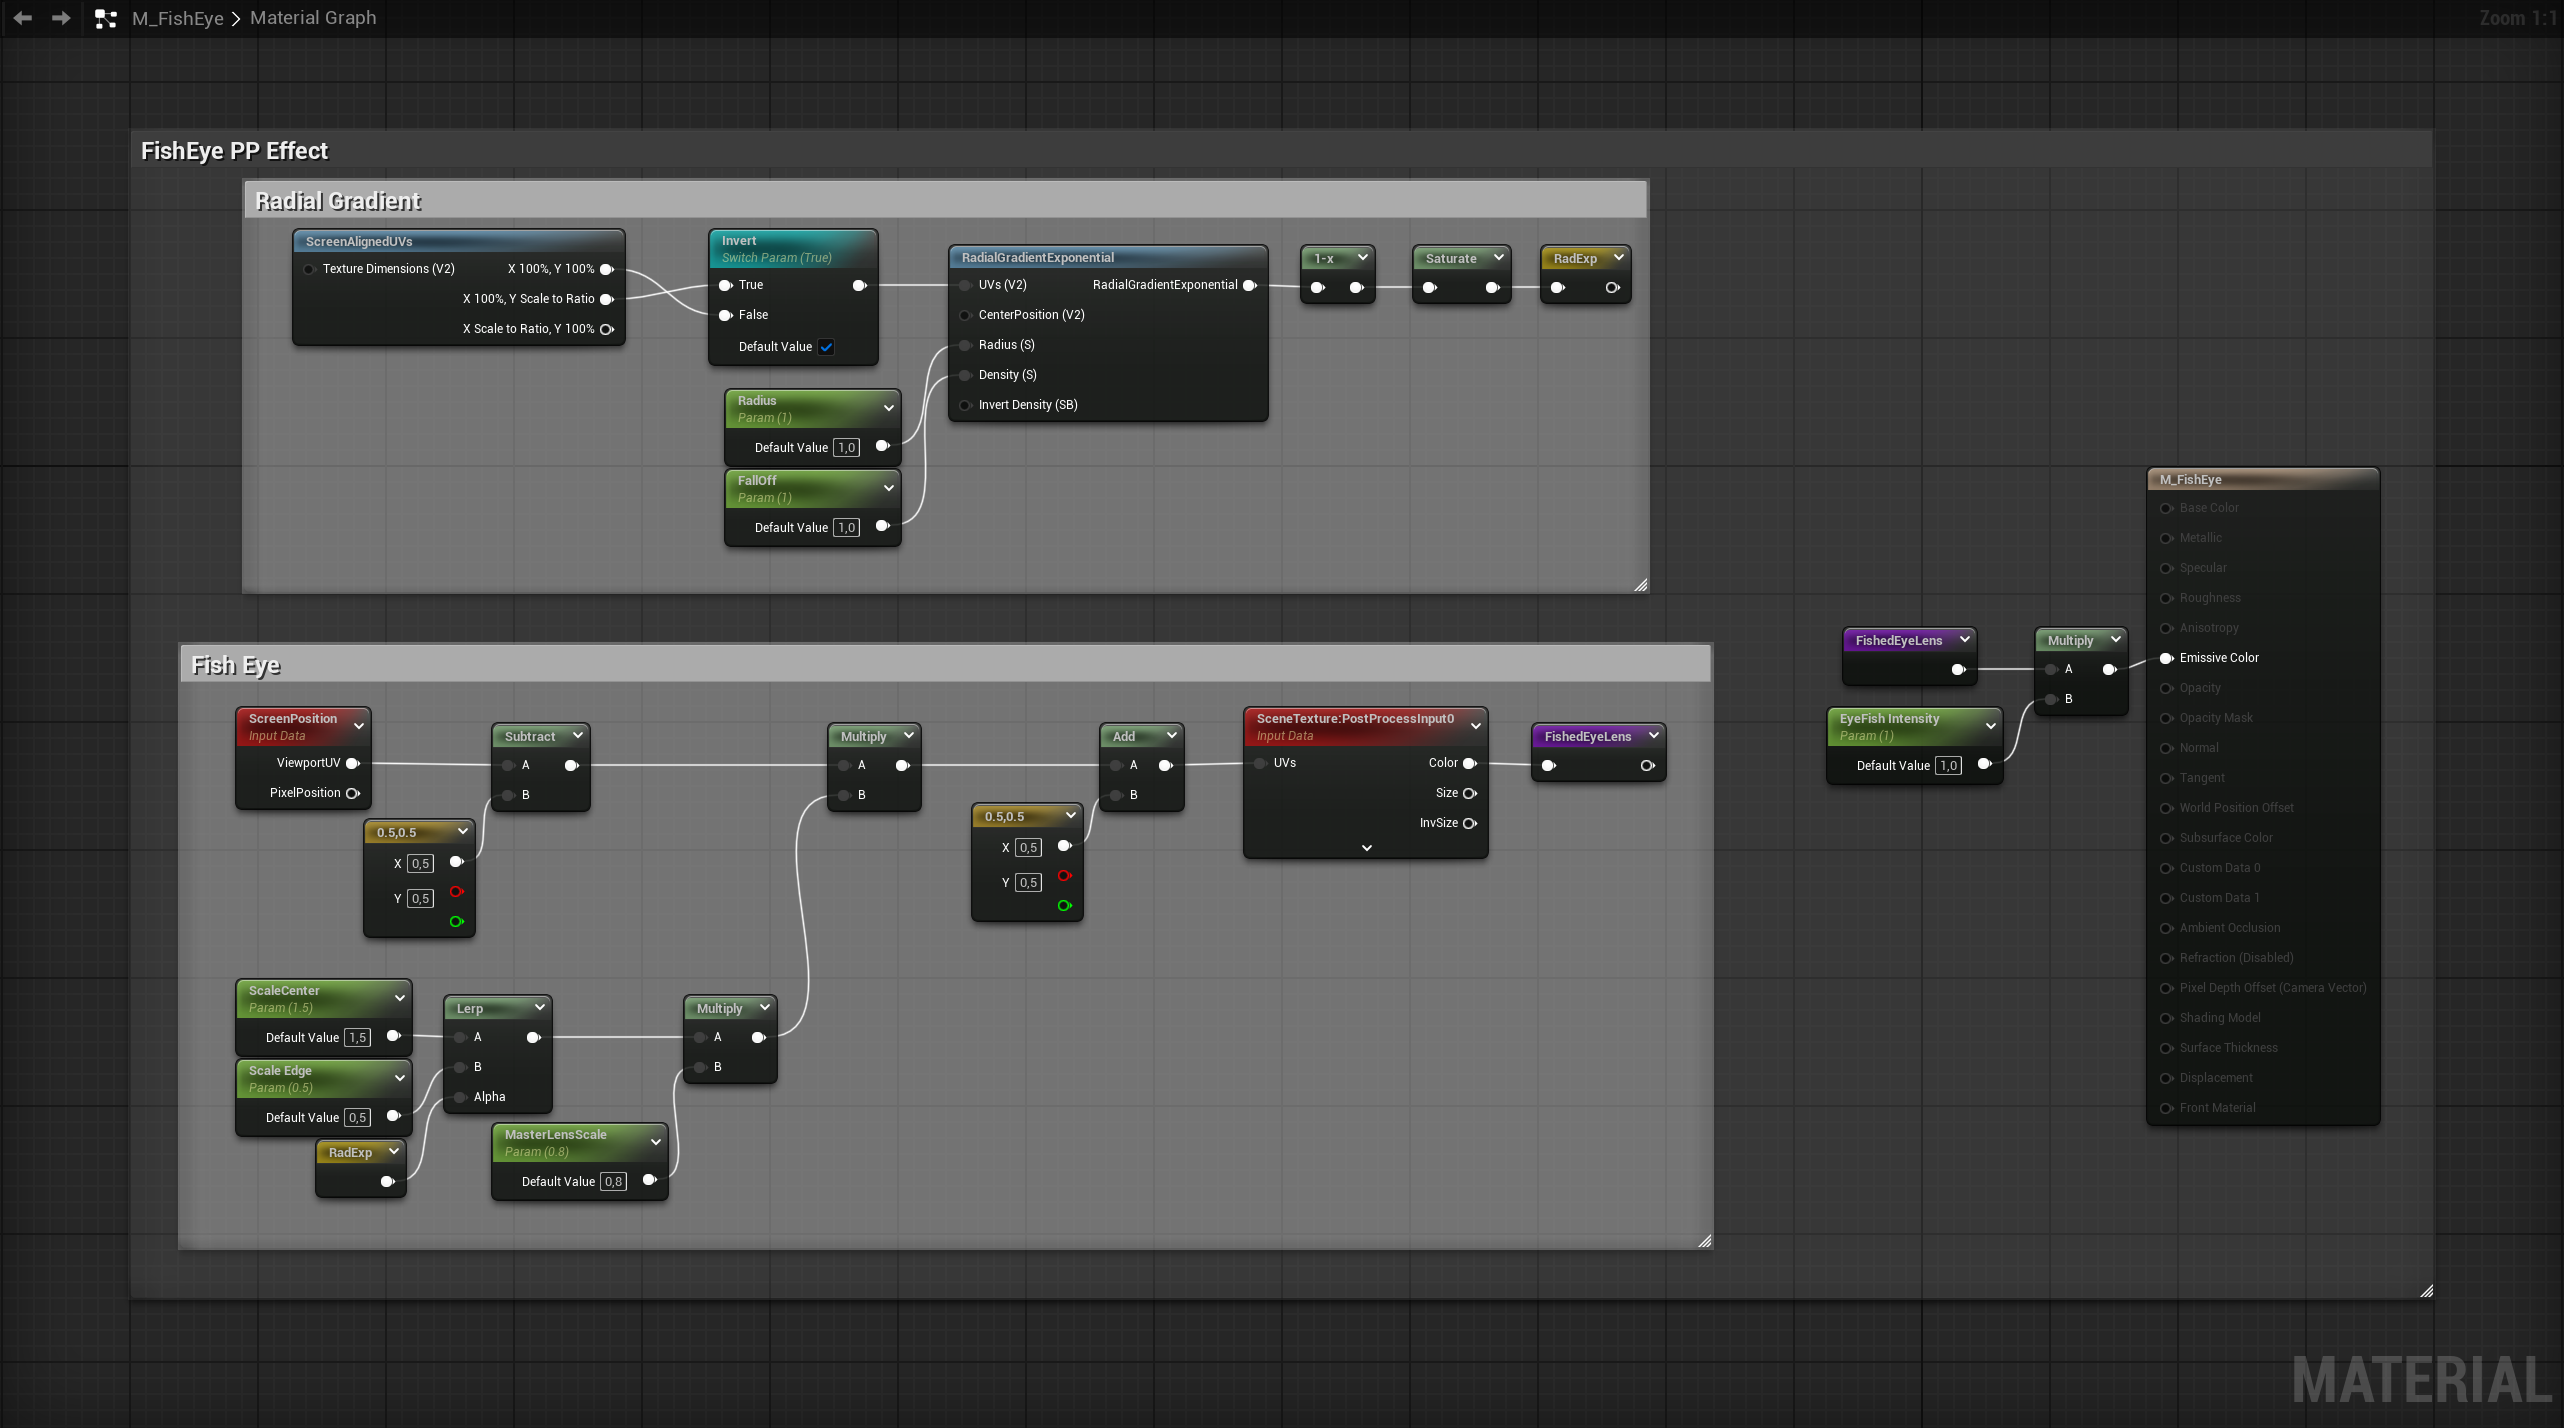 M_FishEye > Material Graph
Zoom 1:1
FishEye PP Effect
Radial Gradient
ScreenAlignedUVs
Texture Dimensions (V2)
X 100%, Y 100%
X 100%, Y Scale to Ratio
X Scale to Ratio, Y 100%
Invert
Switch Param (True)
True
False
Default Value
Radius
Param (1)
Default Value 1,0
FallOff
Param (1)
Default Value 1,0
RadialGradientExponential
UVs (V2)
RadialGradientExponential
CenterPosition (V2)
Radius (S)
Density (S)
Invert Density (SB)
1-x
Saturate
RadExp
Fish Eye
ScreenPosition
Input Data
ViewportUV
PixelPosition
0.5,0.5
X 0,5
Y 0,5
Subtract
A
B
Multiply
A
B
0.5,0.5
X 0,5
Y 0,5
Add
A
B
SceneTexture:PostProcessInput0
Input Data
UVs
Color
Size
InvSize
FishedEyeLens
ScaleCenter
Param (1.5)
Default Value 1,5
Scale Edge
Param (0.5)
Default Value 0,5
RadExp
Lerp
A
B
Alpha
MasterLensScale
Param (0.8)
Default Value 0,8
Multiply
A
B
FishedEyeLens
EyeFish Intensity
Param (1)
Default Value 1,0
Multiply
A
B
M_FishEye
Base Color
Metallic
Specular
Roughness
Anisotropy
Emissive Color
Opacity
Opacity Mask
Normal
Tangent
World Position Offset
Subsurface Color
Custom Data 0
Custom Data 1
Ambient Occlusion
Refraction (Disabled)
Pixel Depth Offset (Camera Vector)
Shading Model
Surface Thickness
Displacement
Front Material
MATERIAL